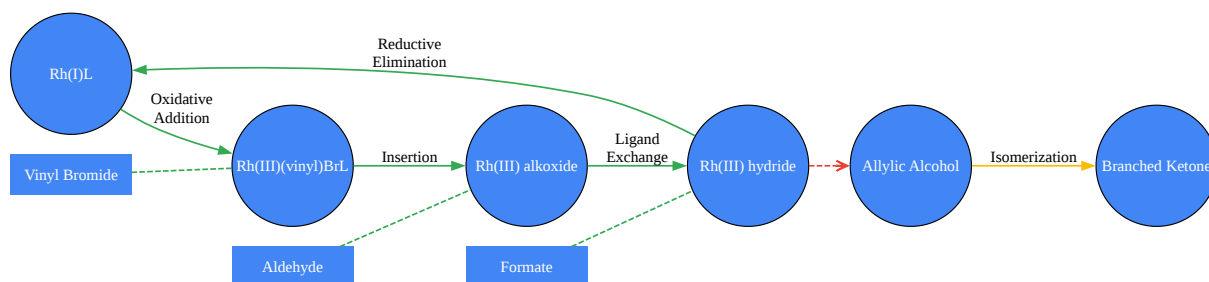 Reductive
Elimination
Rh(I)L
Oxidative
Addition
Vinyl Bromide
Rh(III)(vinyl)BrL
Insertion
Rh(III) alkoxide
Ligand
Exchange
Rh(III) hydride
Allylic Alcohol
Isomerization
Branched Ketone
Aldehyde
Formate